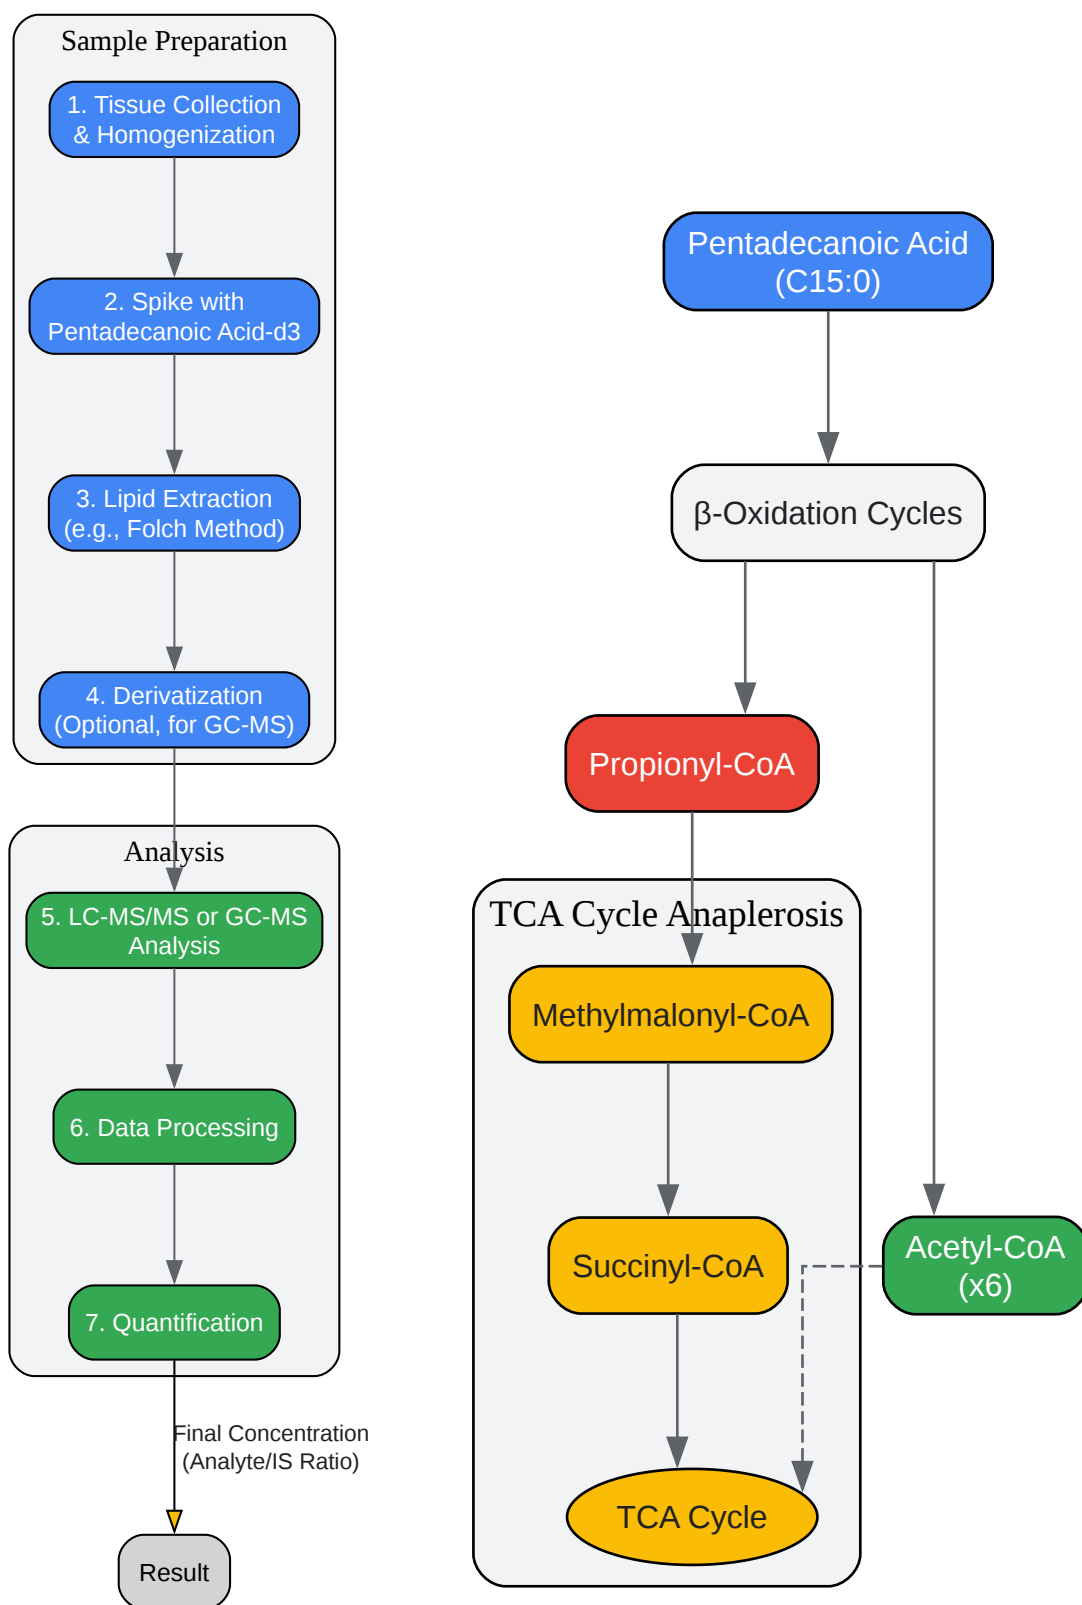 Sample Preparation
1. Tissue Collection
& Homogenization
2. Spike with
Pentadecanoic Acid-d3
3. Lipid Extraction
(e.g., Folch Method)
4. Derivatization
(Optional, for GC-MS)
Analysis
5. LC-MS/MS or GC-MS
Analysis
6. Data Processing
7. Quantification
Final Concentration
(Analyte/IS Ratio)
Result
Pentadecanoic Acid
(C15:0)
β-Oxidation Cycles
Propionyl-CoA
TCA Cycle Anaplerosis
Methylmalonyl-CoA
Succinyl-CoA
Acetyl-CoA
(x6)
TCA Cycle